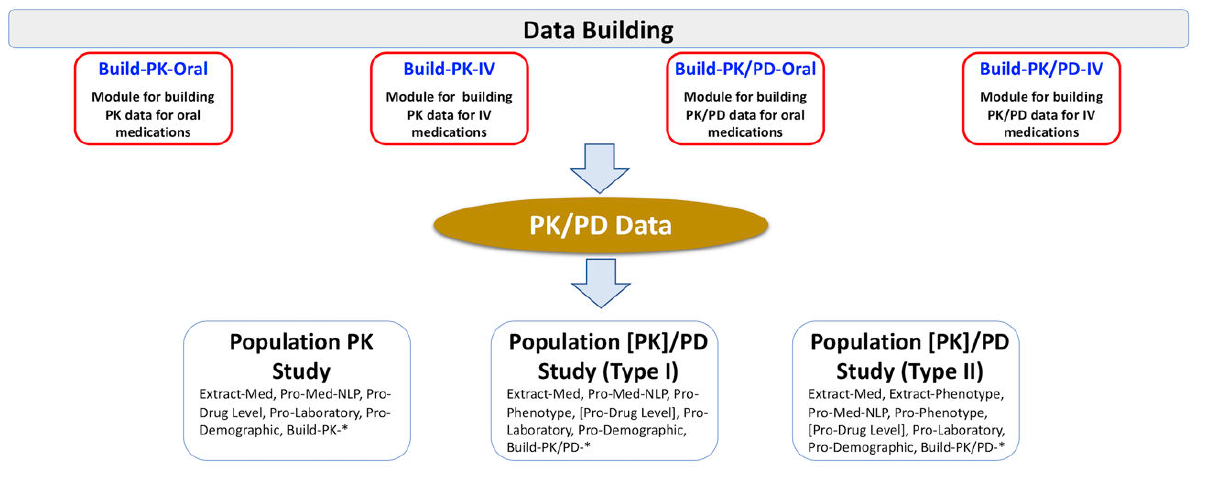 Data Building
Build-PK-Oral
Module for building
PK data for oral
medications
Build-PK-IV
Module for building
PK data for IV
medications
Build-PK/PD-Oral
Module for building
PK/PD data for oral
medications
Build-PK/PD-IV
Module for building
PK/PD data for IV
medications
PK/PD Data
Population PK
Study
Extract-Med, Pro-Med-NLP, Pro-
Drug Level, Pro-Laboratory, Pro-
Demographic, Build-PK-*
Population [PK]/PD
Study (Type I)
Extract-Med, Pro-Med-NLP, Pro-
Phenotype, [Pro-Drug Level], Pro-
Laboratory, Pro-Demographic,
Build-PK/PD-*
Population [PK]/PD
Study (Type II)
Extract-Med, Extract-Phenotype,
Pro-Med-NLP, Pro-Phenotype,
[Pro-Drug Level], Pro-Laboratory,
Pro-Demographic, Build-PK/PD-*